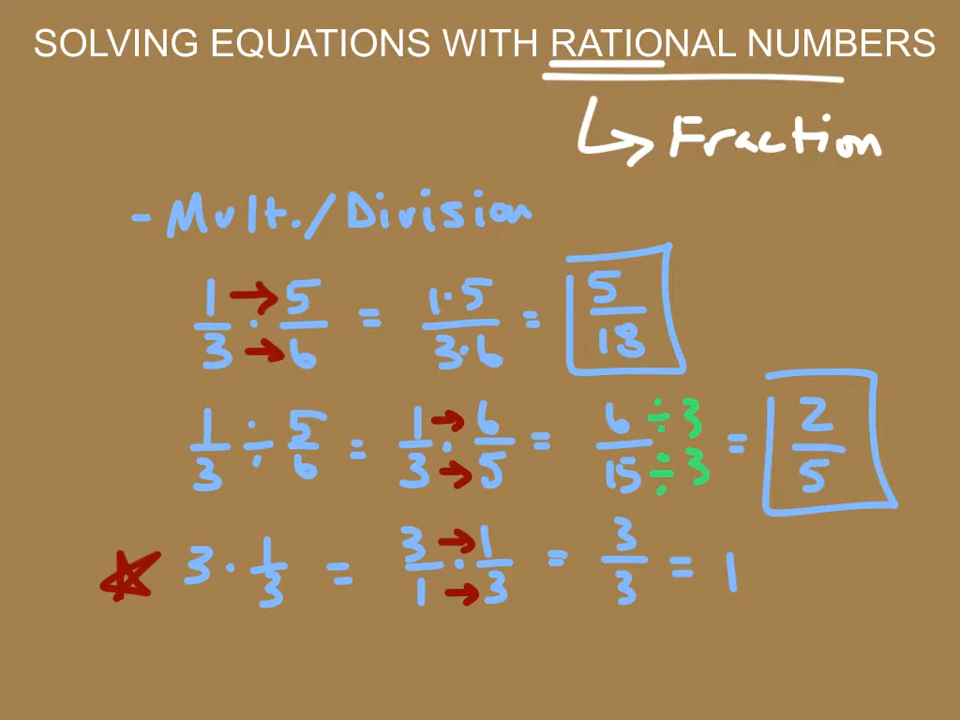 SOLVING EQUATIONS WITH RATIONAL NUMBERS
↳ Fraction
- Mult./Division
1/3 · 5/6 = 1·5/3·6 = 5/18
1/3 ÷ 5/6 = 1/3 · 6/5 = 6/15 ÷3/÷3 = 2/5
3 · 1/3 = 3/1 · 1/3 = 3/3 = 1